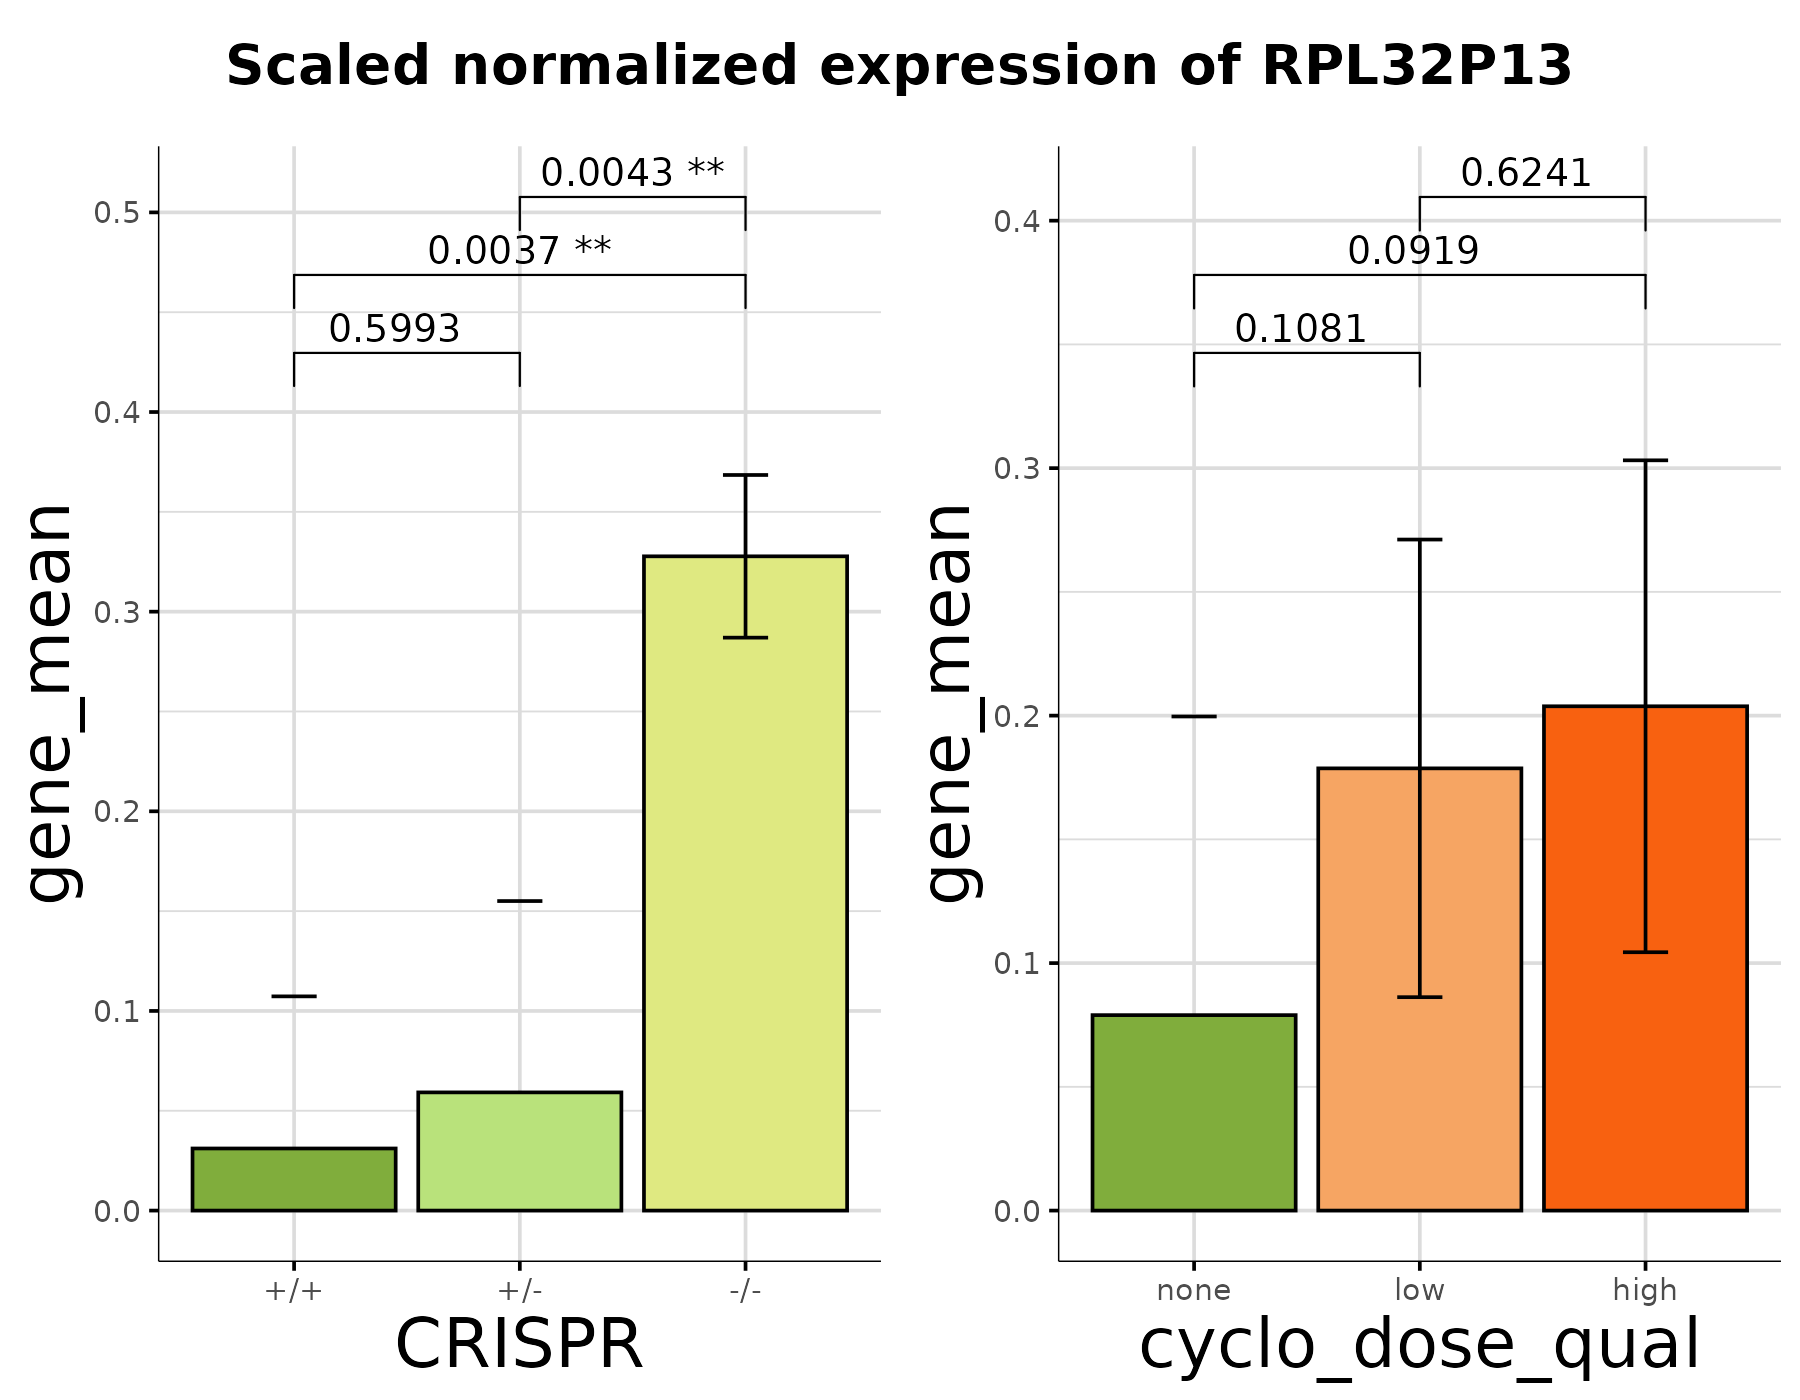 Scaled normalized expression of RPL32P13
gene_mean
0.5
0.4
0.3
0.2
0.1
0.0
0.0043 **
0.0037 **
0.5993
+/+ +/- -/-
CRISPR
gene_mean
0.4
0.3
0.2
0.1
0.0
0.6241
0.0919
0.1081
none low high
cyclo_dose_qual